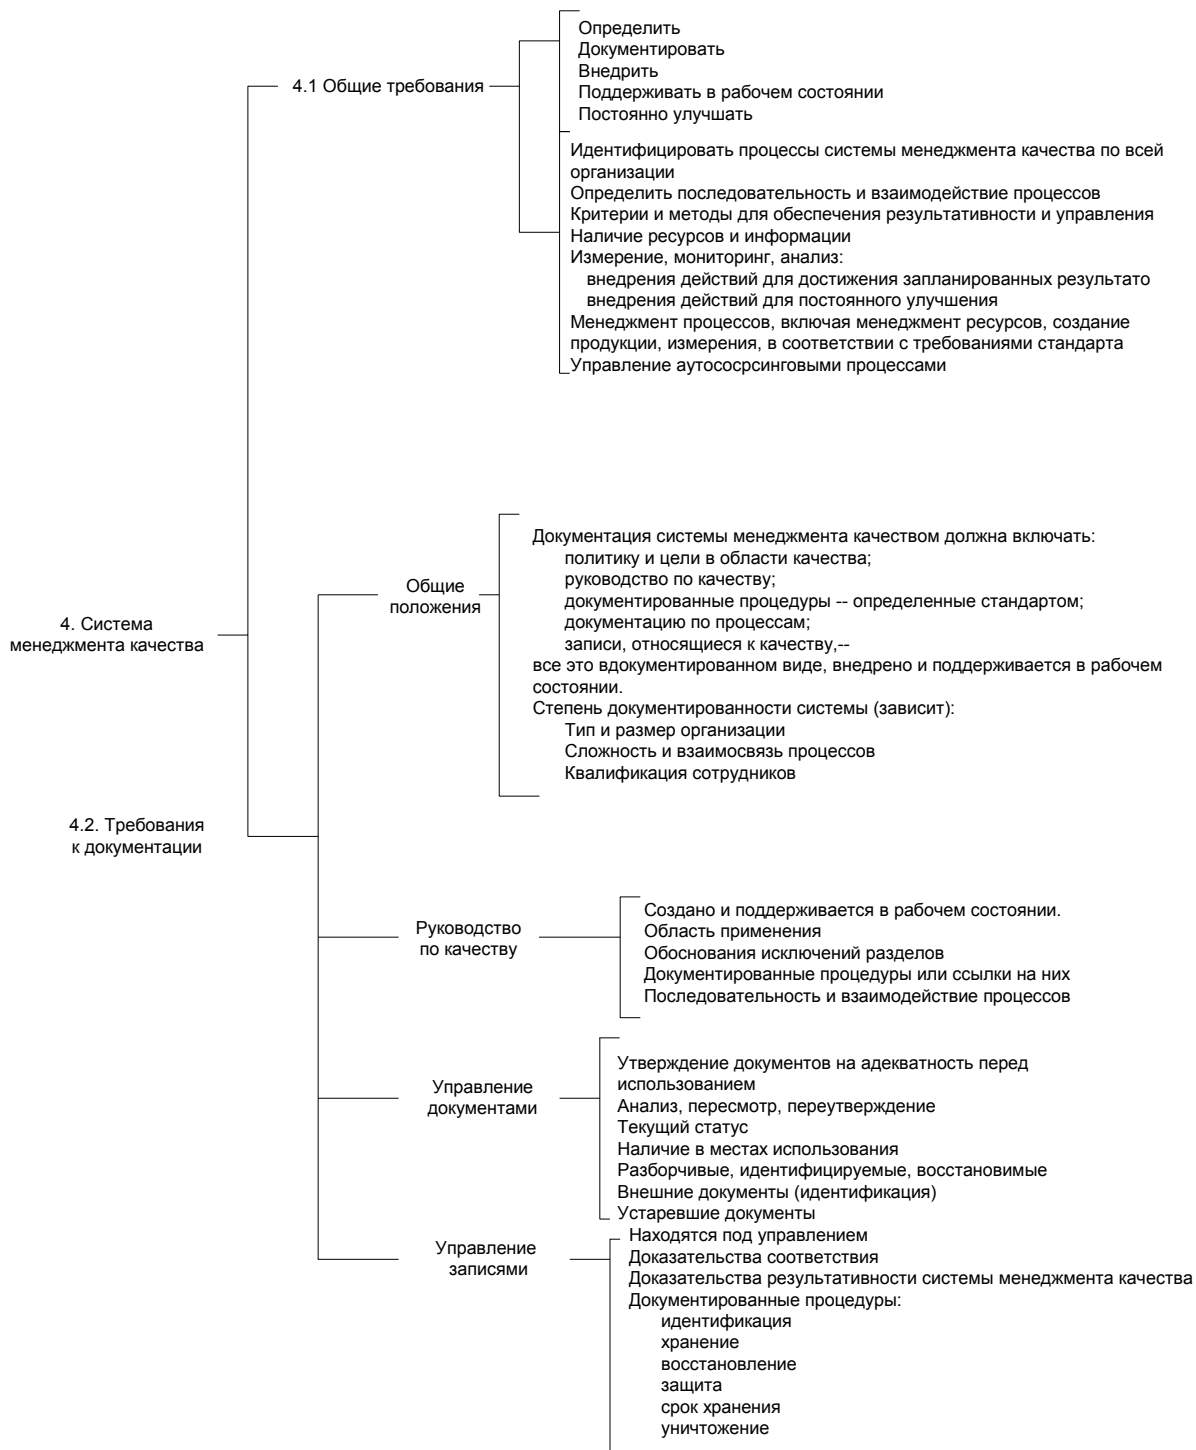 4. Система
менеджмента качества
4.1 Общие требования
Определить
Документировать
Внедрить
Поддерживать в рабочем состоянии
Постоянно улучшать
Идентифицировать процессы системы менеджмента качества по всей
организации
Определить последовательность и взаимодействие процессов
Критерии и методы для обеспечения результативности и управления
Наличие ресурсов и информации
Измерение, мониторинг, анализ:
внедрения действий для достижения запланированных результато
внедрения действий для постоянного улучшения
Менеджмент процессов, включая менеджмент ресурсов, создание
продукции, измерения, в соответствии с требованиями стандарта
Управление аутососрсинговыми процессами
4.2. Требования
к документации
Общие
положения
Документация системы менеджмента качеством должна включать:
политику и цели в области качества;
руководство по качеству;
документированные процедуры -- определенные стандартом;
документацию по процессам;
записи, относящиеся к качеству,--
все это вдокументированном виде, внедрено и поддерживается в рабочем
состоянии.
Степень документированности системы (зависит):
Тип и размер организации
Сложность и взаимосвязь процессов
Квалификация сотрудников
Руководство
по качеству
Создано и поддерживается в рабочем состоянии.
Область применения
Обоснования исключений разделов
Документированные процедуры или ссылки на них
Последовательность и взаимодействие процессов
Управление
документами
Утверждение документов на адекватность перед
использованием
Анализ, пересмотр, переутверждение
Текущий статус
Наличие в местах использования
Разборчивые, идентифицируемые, восстановимые
Внешние документы (идентификация)
Устаревшие документы
Управление
записями
Находятся под управлением
Доказательства соответствия
Доказательства результативности системы менеджмента качества
Документированные процедуры:
идентификация
хранение
восстановление
защита
срок хранения
уничтожение